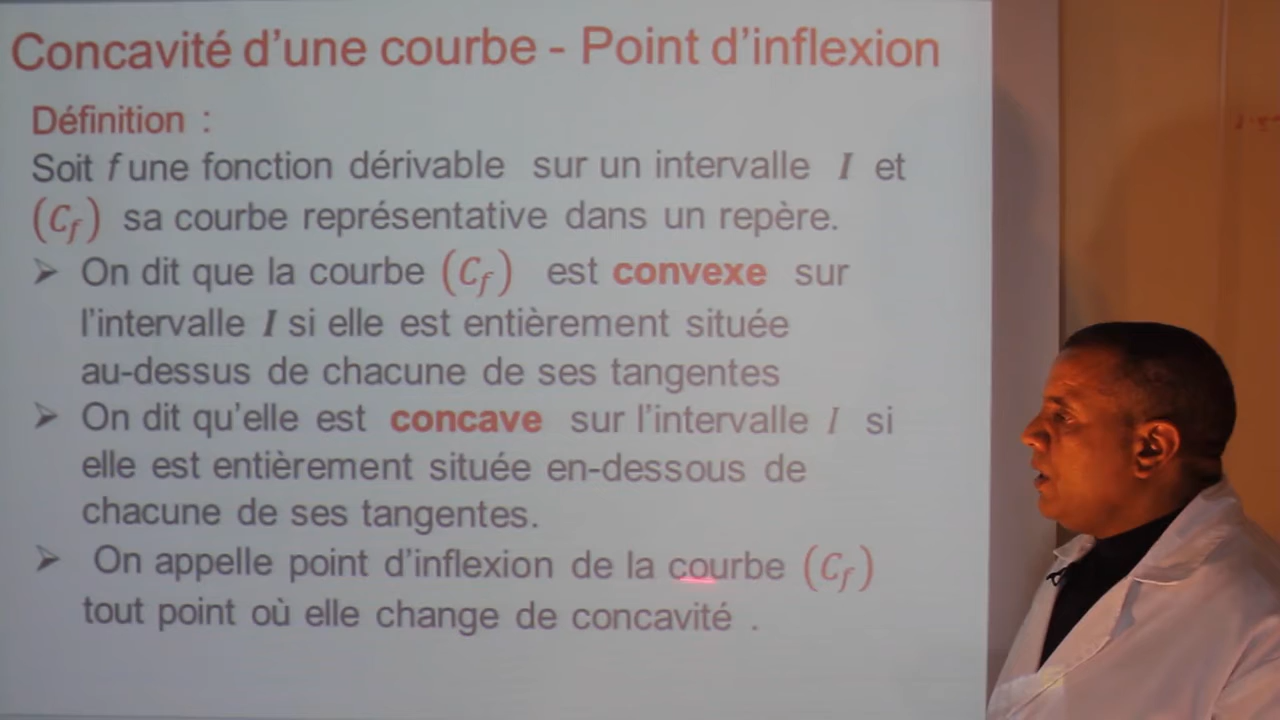 Concavité d'une courbe - Point d'inflexion
Définition :
Soit f une fonction dérivable sur un intervalle I et
(Cf) sa courbe représentative dans un repère.
➢ On dit que la courbe (Cf) est convexe sur
l'intervalle I si elle est entièrement située
au-dessus de chacune de ses tangentes
➢ On dit qu'elle est concave sur l'intervalle I si
elle est entièrement située en-dessous de
chacune de ses tangentes.
➢ On appelle point d'inflexion de la courbe (Cf)
tout point où elle change de concavité .